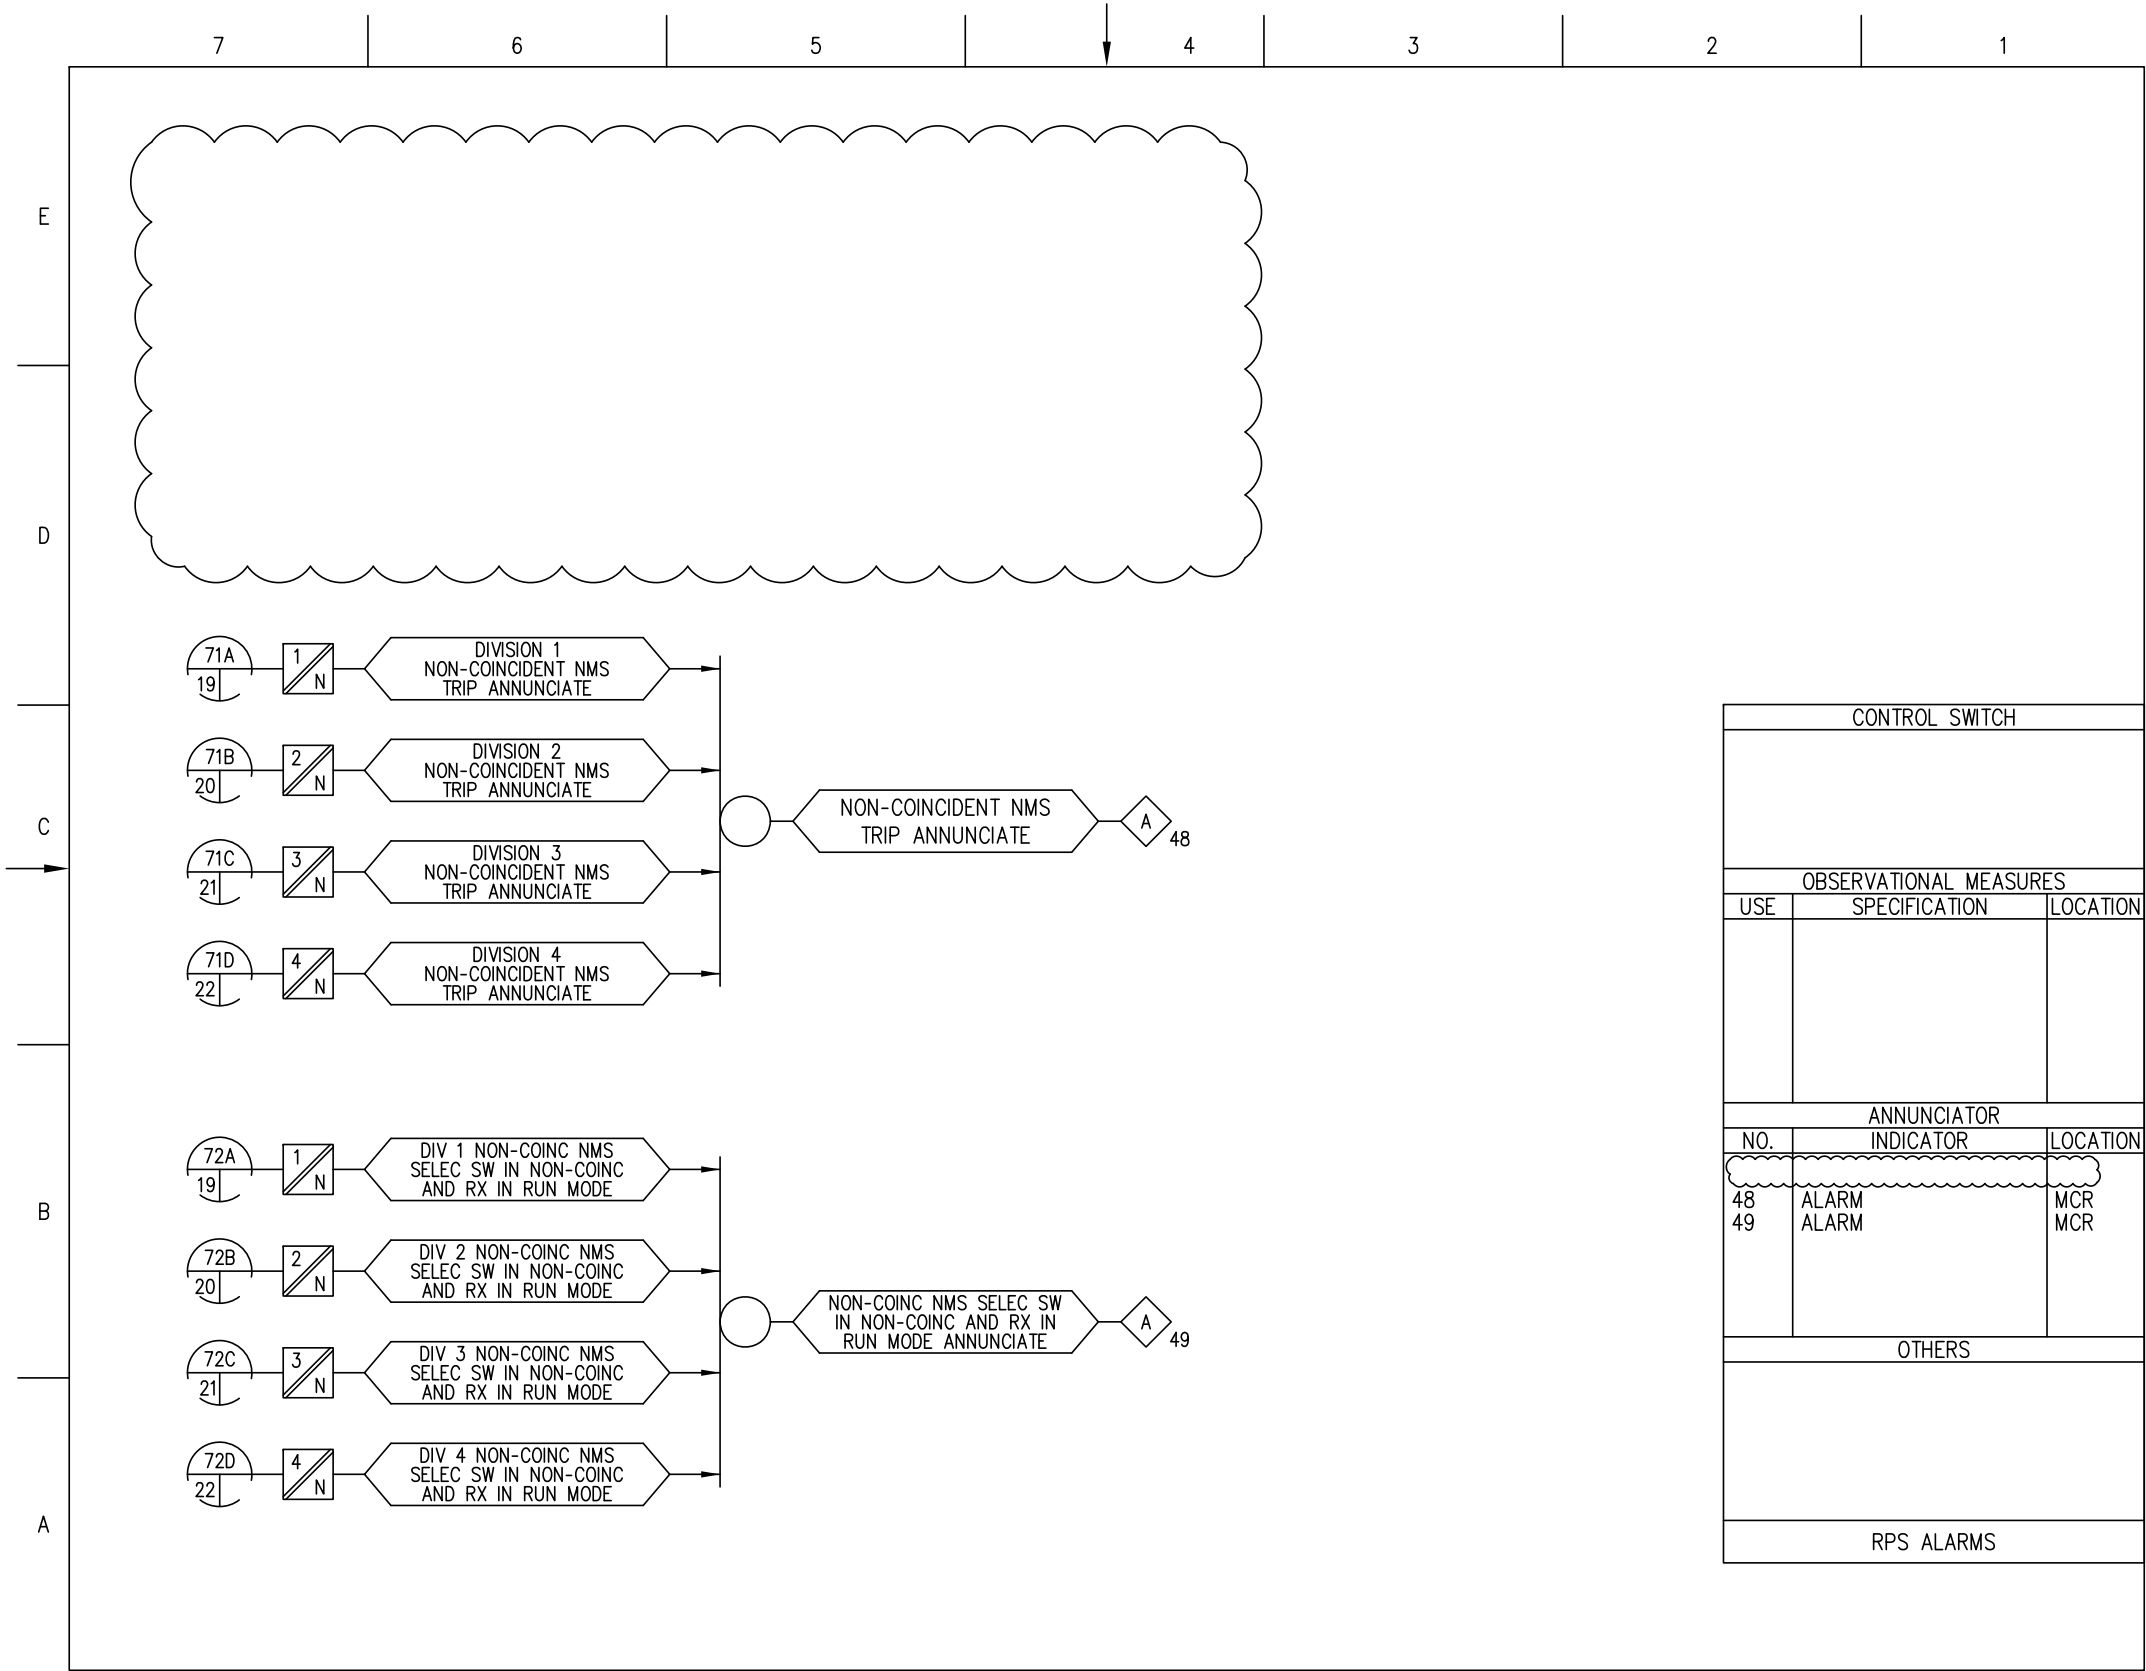 7 6 5 4 3 2 1
E
D
C
B
A
71A
19
1
N
DIVISION 1
NON-COINCIDENT NMS
TRIP ANNUNCIATE
71B
20
2
N
DIVISION 2
NON-COINCIDENT NMS
TRIP ANNUNCIATE
71C
21
3
N
DIVISION 3
NON-COINCIDENT NMS
TRIP ANNUNCIATE
71D
22
4
N
DIVISION 4
NON-COINCIDENT NMS
TRIP ANNUNCIATE
NON-COINCIDENT NMS
TRIP ANNUNCIATE
A
48
72A
19
1
N
DIV 1 NON-COINC NMS
SELEC SW IN NON-COINC
AND RX IN RUN MODE
72B
20
2
N
DIV 2 NON-COINC NMS
SELEC SW IN NON-COINC
AND RX IN RUN MODE
72C
21
3
N
DIV 3 NON-COINC NMS
SELEC SW IN NON-COINC
AND RX IN RUN MODE
72D
22
4
N
DIV 4 NON-COINC NMS
SELEC SW IN NON-COINC
AND RX IN RUN MODE
NON-COINC NMS SELEC SW
IN NON-COINC AND RX IN
RUN MODE ANNUNCIATE
A
49
CONTROL SWITCH
OBSERVATIONAL MEASURES
USE SPECIFICATION LOCATION
ANNUNCIATOR
NO. INDICATOR LOCATION
48 ALARM MCR
49 ALARM MCR
OTHERS
RPS ALARMS